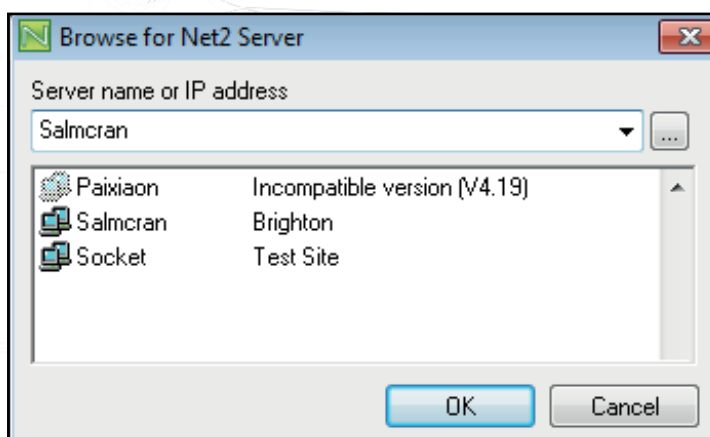 Browse for Net2 Server
Server name or IP address
Salmcran
...
Paixiaon Incompatible version (V4.19)
Salmcran Brighton
Socket Test Site
OK Cancel